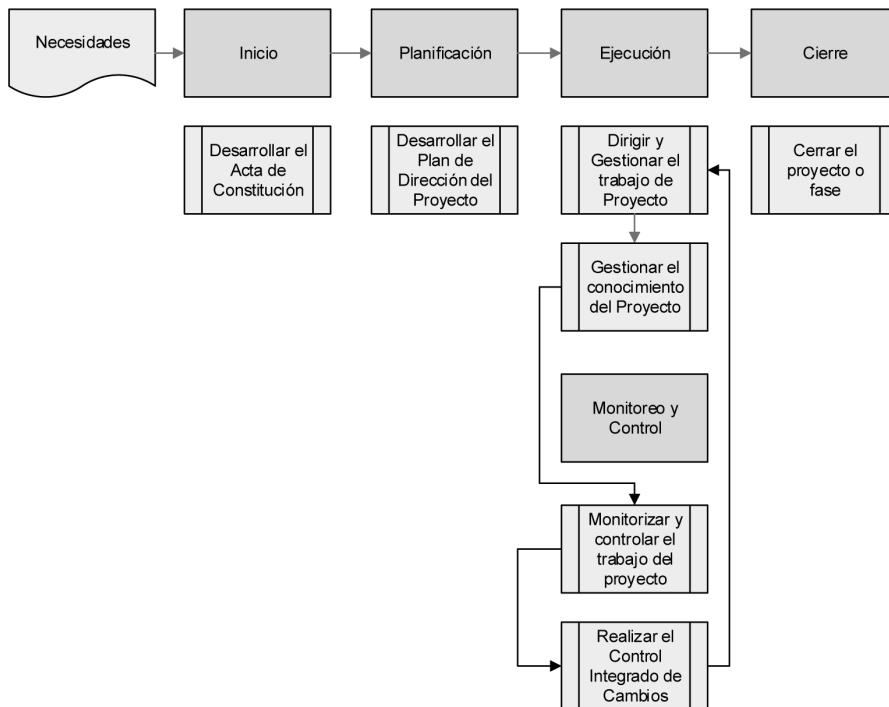 Necesidades
Inicio
Planificación
Ejecución
Cierre
Desarrollar el
Acta de
Constitución
Desarrollar el
Plan de
Dirección del
Proyecto
Dirigir y
Gestionar el
trabajo de
Proyecto
Cerrar el
proyecto o
fase
Gestionar el
conocimiento
del Proyecto
Monitoreo y
Control
Monitorizar y
controlar el
trabajo del
proyecto
Realizar el
Control
Integrado de
Cambios